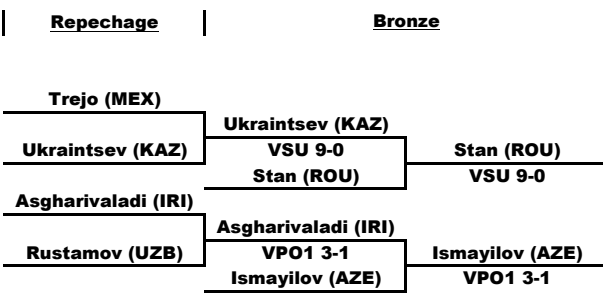 Repechage
Bronze
Trejo (MEX)
Ukraintsev (KAZ)
Ukraintsev (KAZ)
VSU 9-0
Stan (ROU)
Stan (ROU)
VSU 9-0
Asgharivaladi (IRI)
Asgharivaladi (IRI)
Rustamov (UZB)
VPO1 3-1
Ismayilov (AZE)
Ismayilov (AZE)
VPO1 3-1